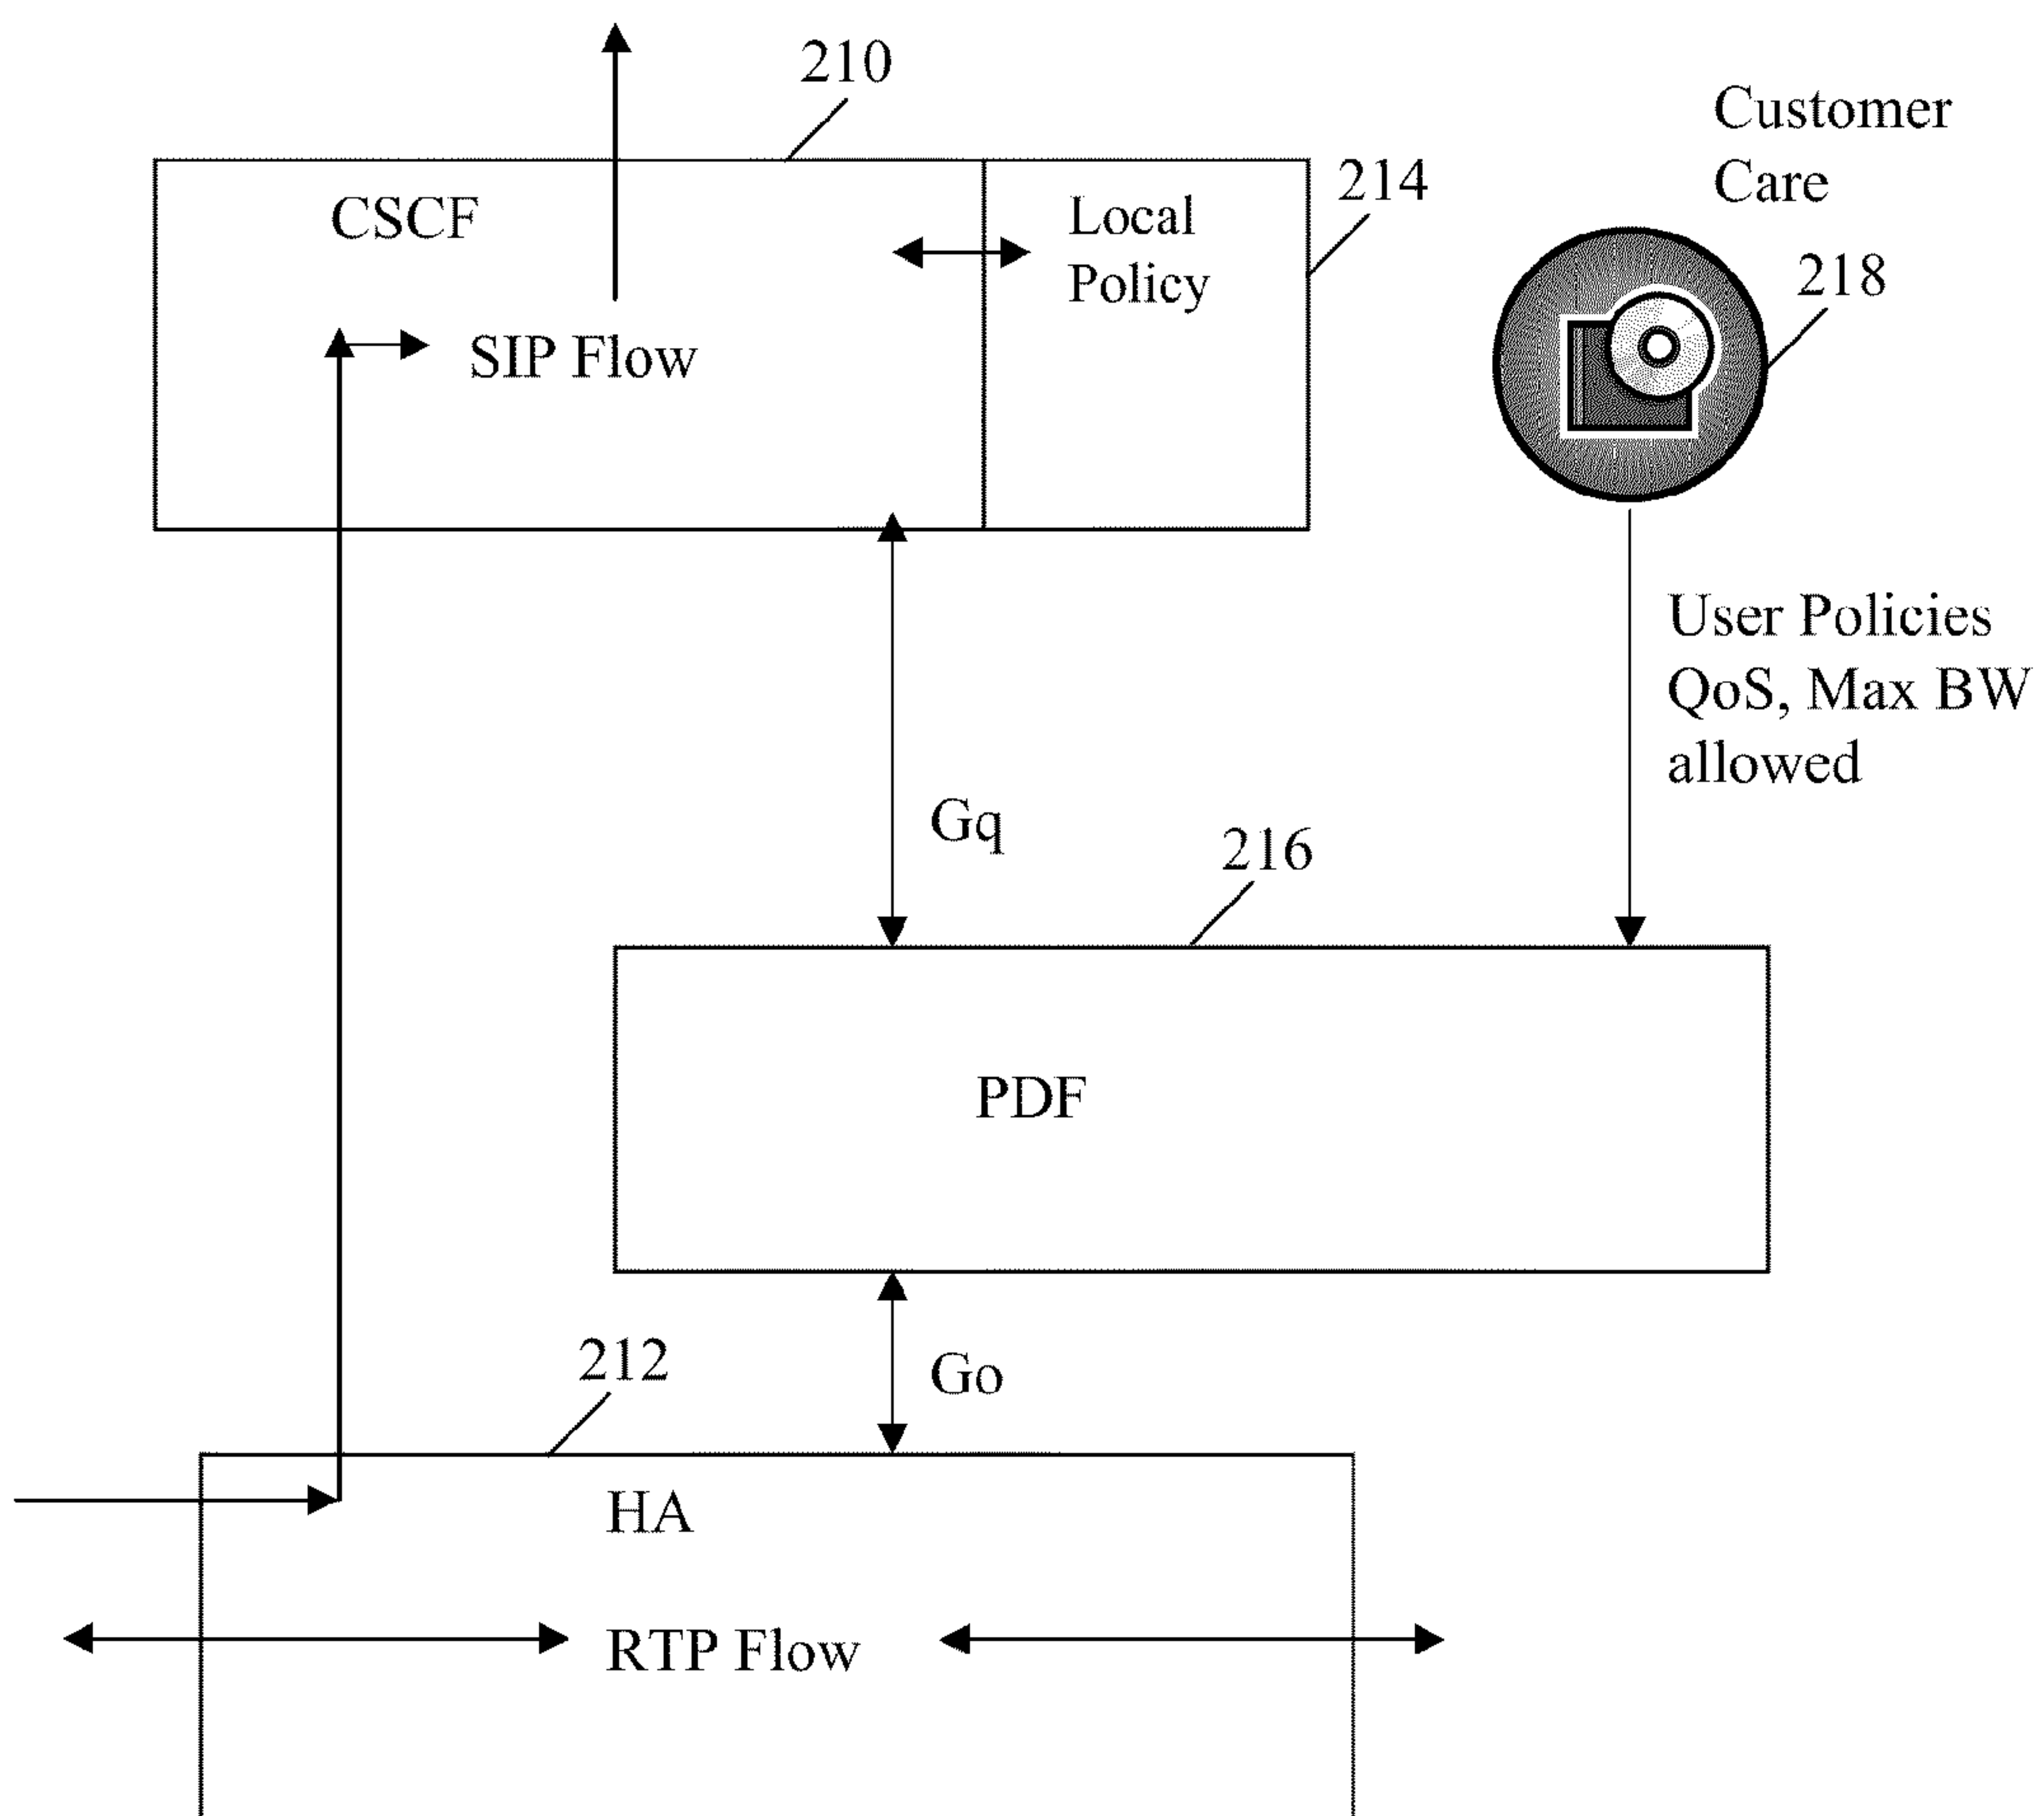 210
Customer
Care
214
CSCF
Local
Policy
218
SIP Flow
User Policies
QoS, Max BW
allowed
Gq
216
PDF
212
Go
HA
RTP Flow